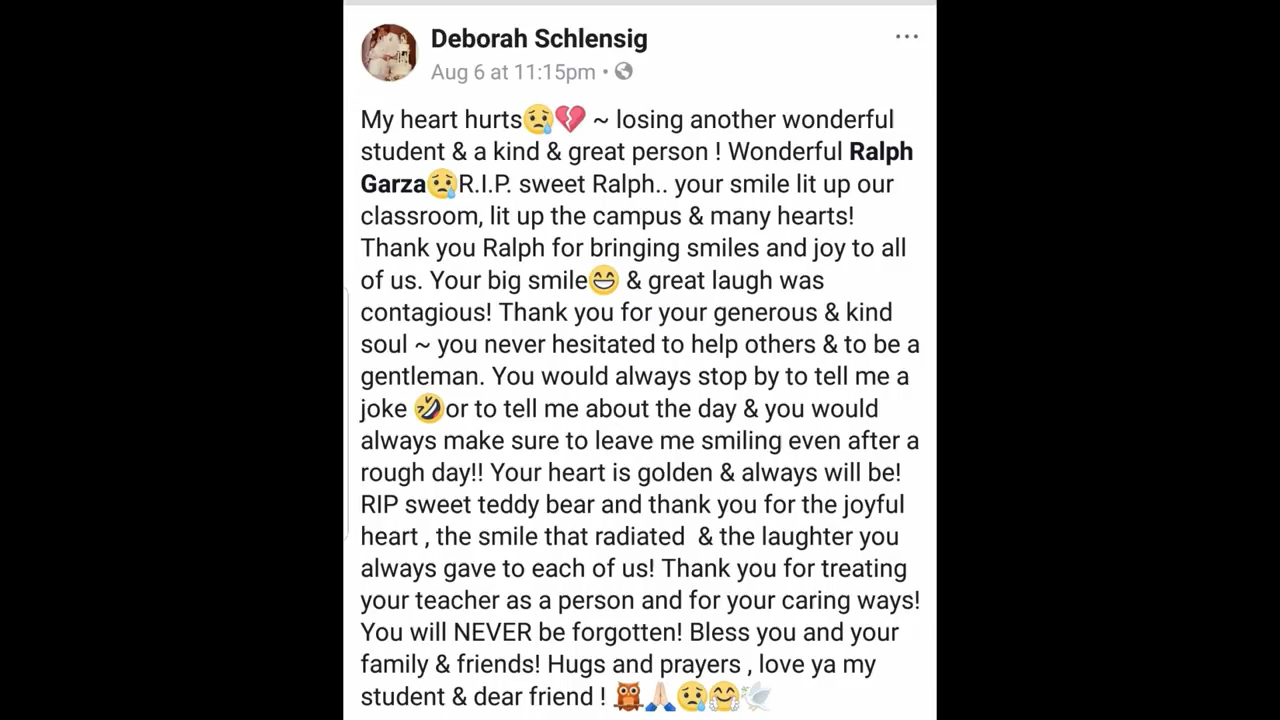 Deborah Schlensig
Aug 6 at 11:15pm •
My heart hurts😢💔 ~ losing another wonderful
student & a kind & great person ! Wonderful Ralph
Garza😢R.I.P. sweet Ralph.. your smile lit up our
classroom, lit up the campus & many hearts!
Thank you Ralph for bringing smiles and joy to all
of us. Your big smile😁 & great laugh was
contagious! Thank you for your generous & kind
soul ~ you never hesitated to help others & to be a
gentleman. You would always stop by to tell me a
joke 🤣or to tell me about the day & you would
always make sure to leave me smiling even after a
rough day!! Your heart is golden & always will be!
RIP sweet teddy bear and thank you for the joyful
heart , the smile that radiated  & the laughter you
always gave to each of us! Thank you for treating
your teacher as a person and for your caring ways!
You will NEVER be forgotten! Bless you and your
family & friends! Hugs and prayers , love ya my
student & dear friend ! 🦉🙏🏻😢🤗🕊